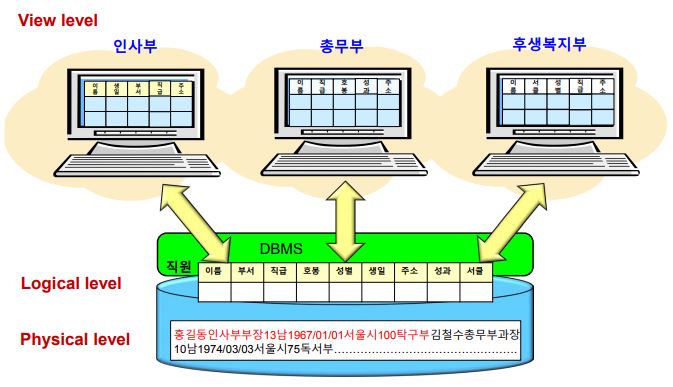 View level
인사부 총무부 후생복지부
이름 생일 부서 직급 주소
이름 직급 호봉 성과 주소
이름 서클 성별 직급 주소
DBMS
직원 이름 부서 직급 호봉 성별 생일 주소 성과 서클
Logical level
Physical level
홍길동인사부부장13남1967/01/01서울시100탁구부김철수총무부과장
10남1974/03/03서울시75독서부……………………………………………